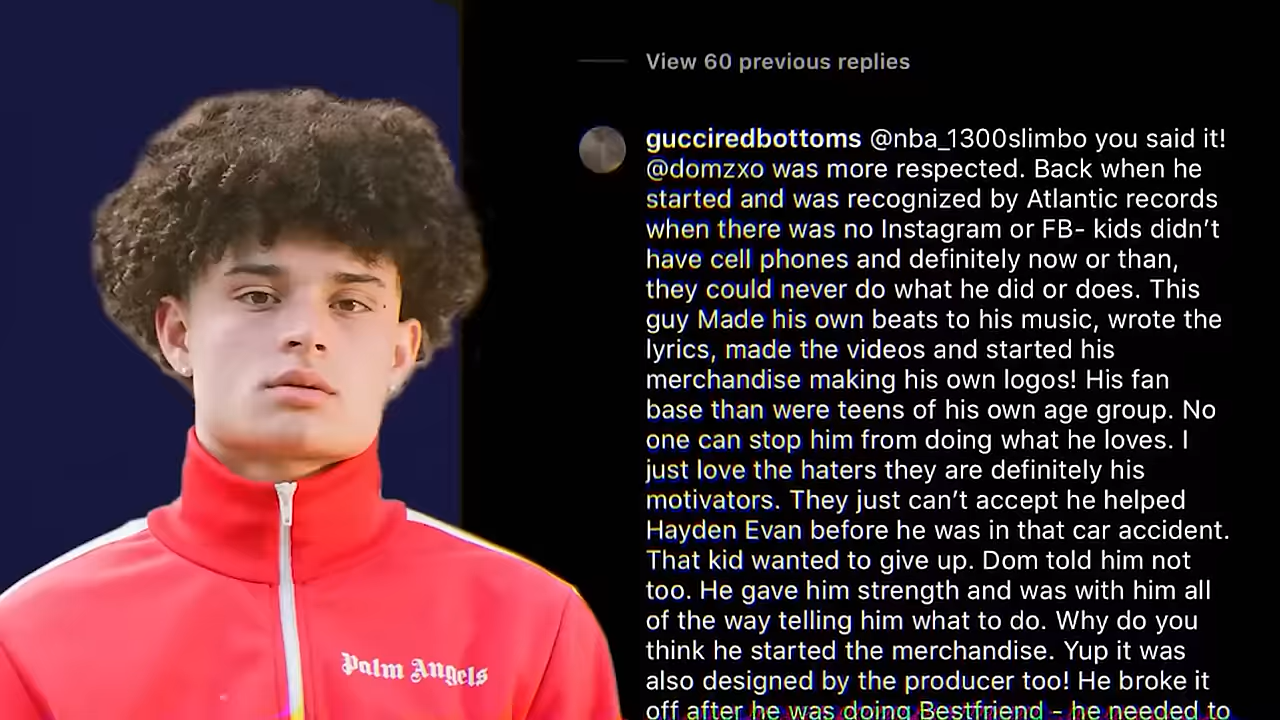 View 60 previous replies
gucciredbottoms @nba_1300slimbo you said it!
@domzxo was more respected. Back when he
started and was recognized by Atlantic records
when there was no Instagram or FB- kids didn’t
have cell phones and definitely now or than,
they could never do what he did or does. This
guy Made his own beats to his music, wrote the
lyrics, made the videos and started his
merchandise making his own logos! His fan
base than were teens of his own age group. No
one can stop him from doing what he loves. I
just love the haters they are definitely his
motivators. They just can’t accept he helped
Hayden Evan before he was in that car accident.
That kid wanted to give up. Dom told him not
too. He gave him strength and was with him all
of the way telling him what to do. Why do you
think he started the merchandise. Yup it was
also designed by the producer too! He broke it
off after he was doing Bestfriend - he needed to
Palm Angels